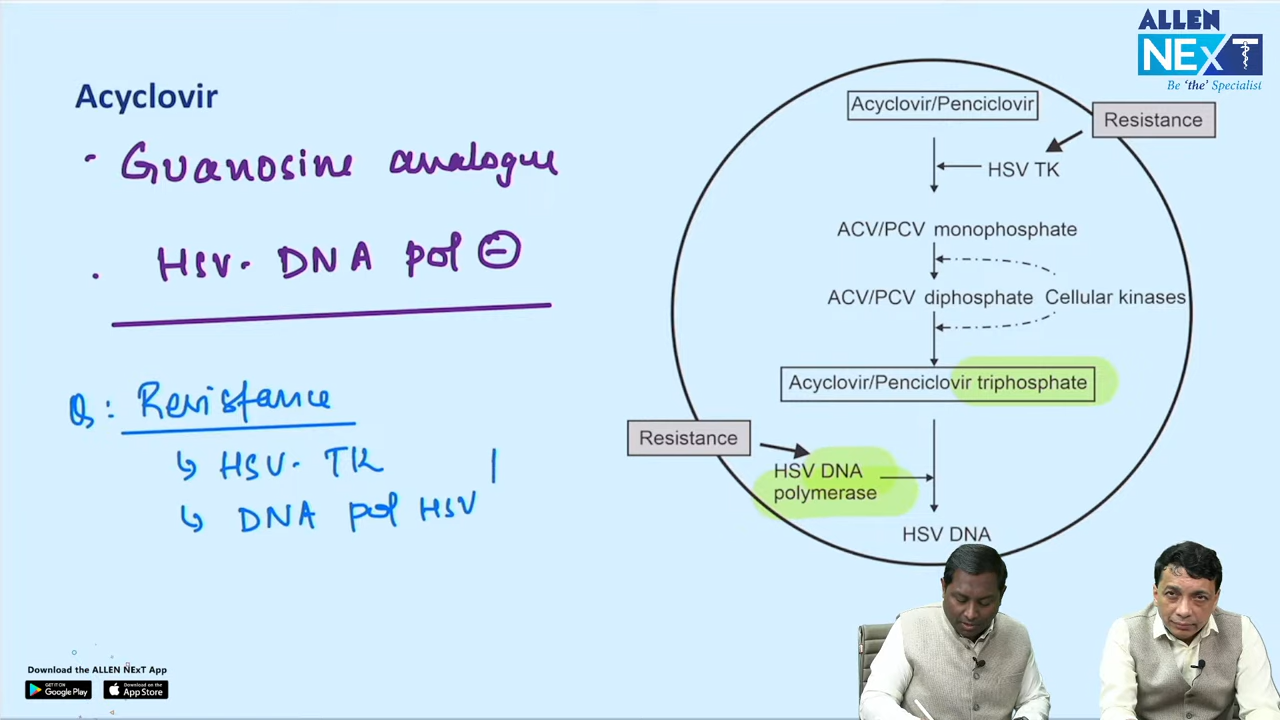 ALLEN
NExT
Be 'the' Specialist
Acyclovir
Guanosine analogue
HSV- DNA pol ⊖
Q : Resistance
↳ HSV- TK
↳ DNA pol HSV
Acyclovir/Penciclovir
Resistance
HSV TK
ACV/PCV monophosphate
ACV/PCV diphosphate Cellular kinases
Acyclovir/Penciclovir triphosphate
Resistance
HSV DNA
polymerase
HSV DNA
Download the ALLEN NExT App
GET IT ON
Google Play
Download on the
App Store